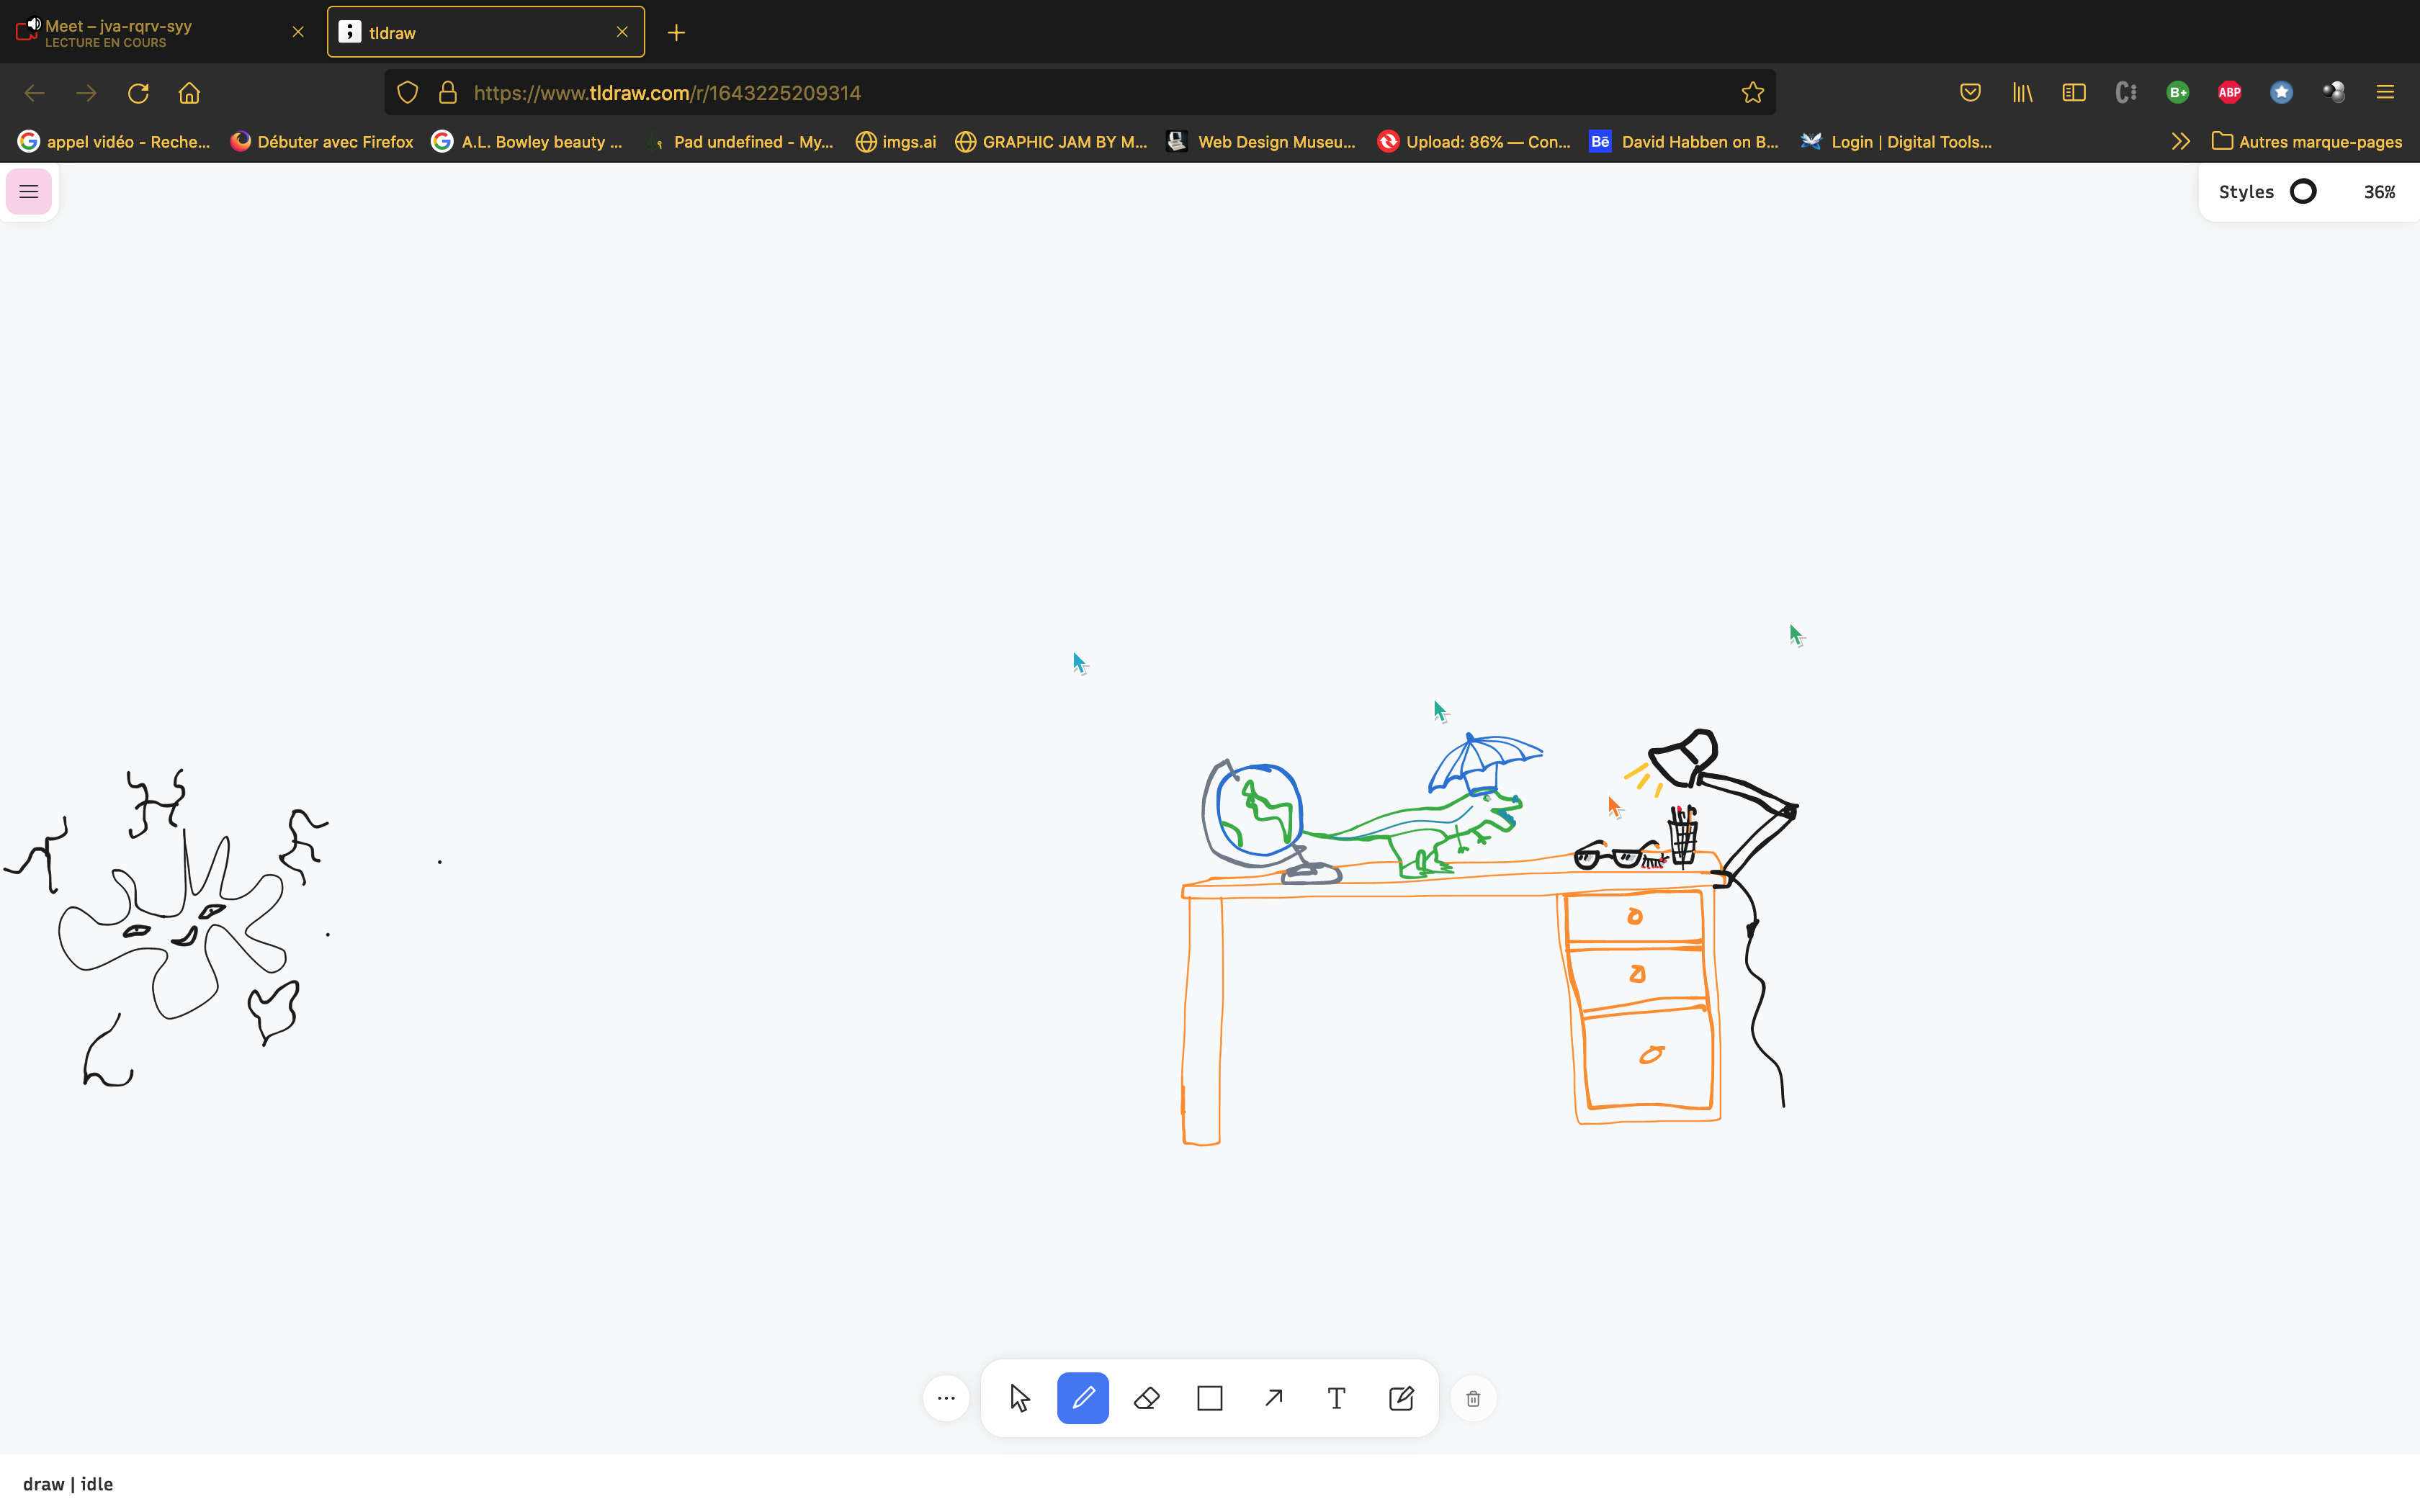 Meet – jva-rqrv-syy
LECTURE EN COURS
tldraw
https://www.tldraw.com/r/1643225209314
B+
ABP
appel vidéo - Reche...
Débuter avec Firefox
A.L. Bowley beauty ...
Pad undefined - My...
imgs.ai
GRAPHIC JAM BY M...
Web Design Museu...
Upload: 86% — Con...
Bē
David Habben on B...
Login | Digital Tools...
Autres marque-pages
Styles
36%
T
draw | idle